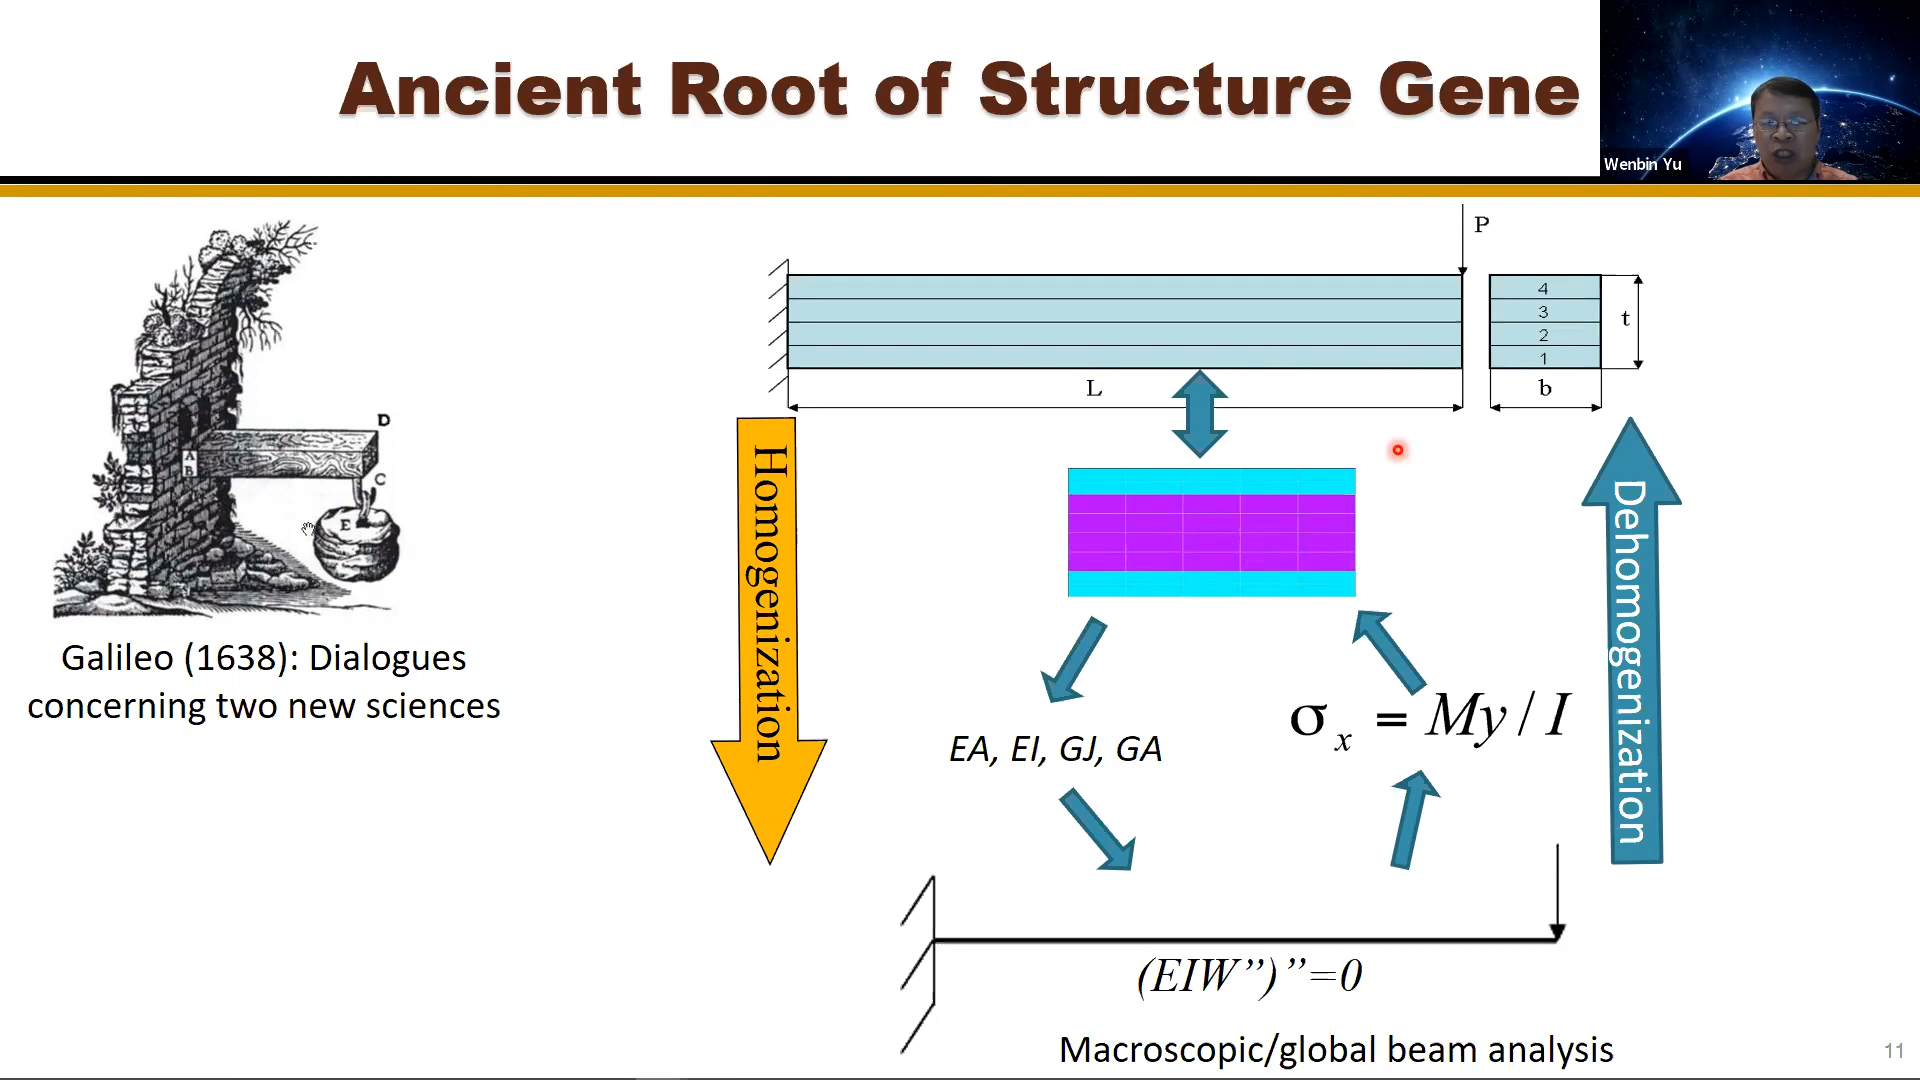 Ancient Root of Structure Gene
Wenbin Yu
P
4
3
2
1
t
L
b
D
A
B
C
E
Galileo (1638): Dialogues
concerning two new sciences
Homogenization
Dehomogenization
EA, EI, GJ, GA
σx = My / I
(EIW”)”=0
Macroscopic/global beam analysis
11